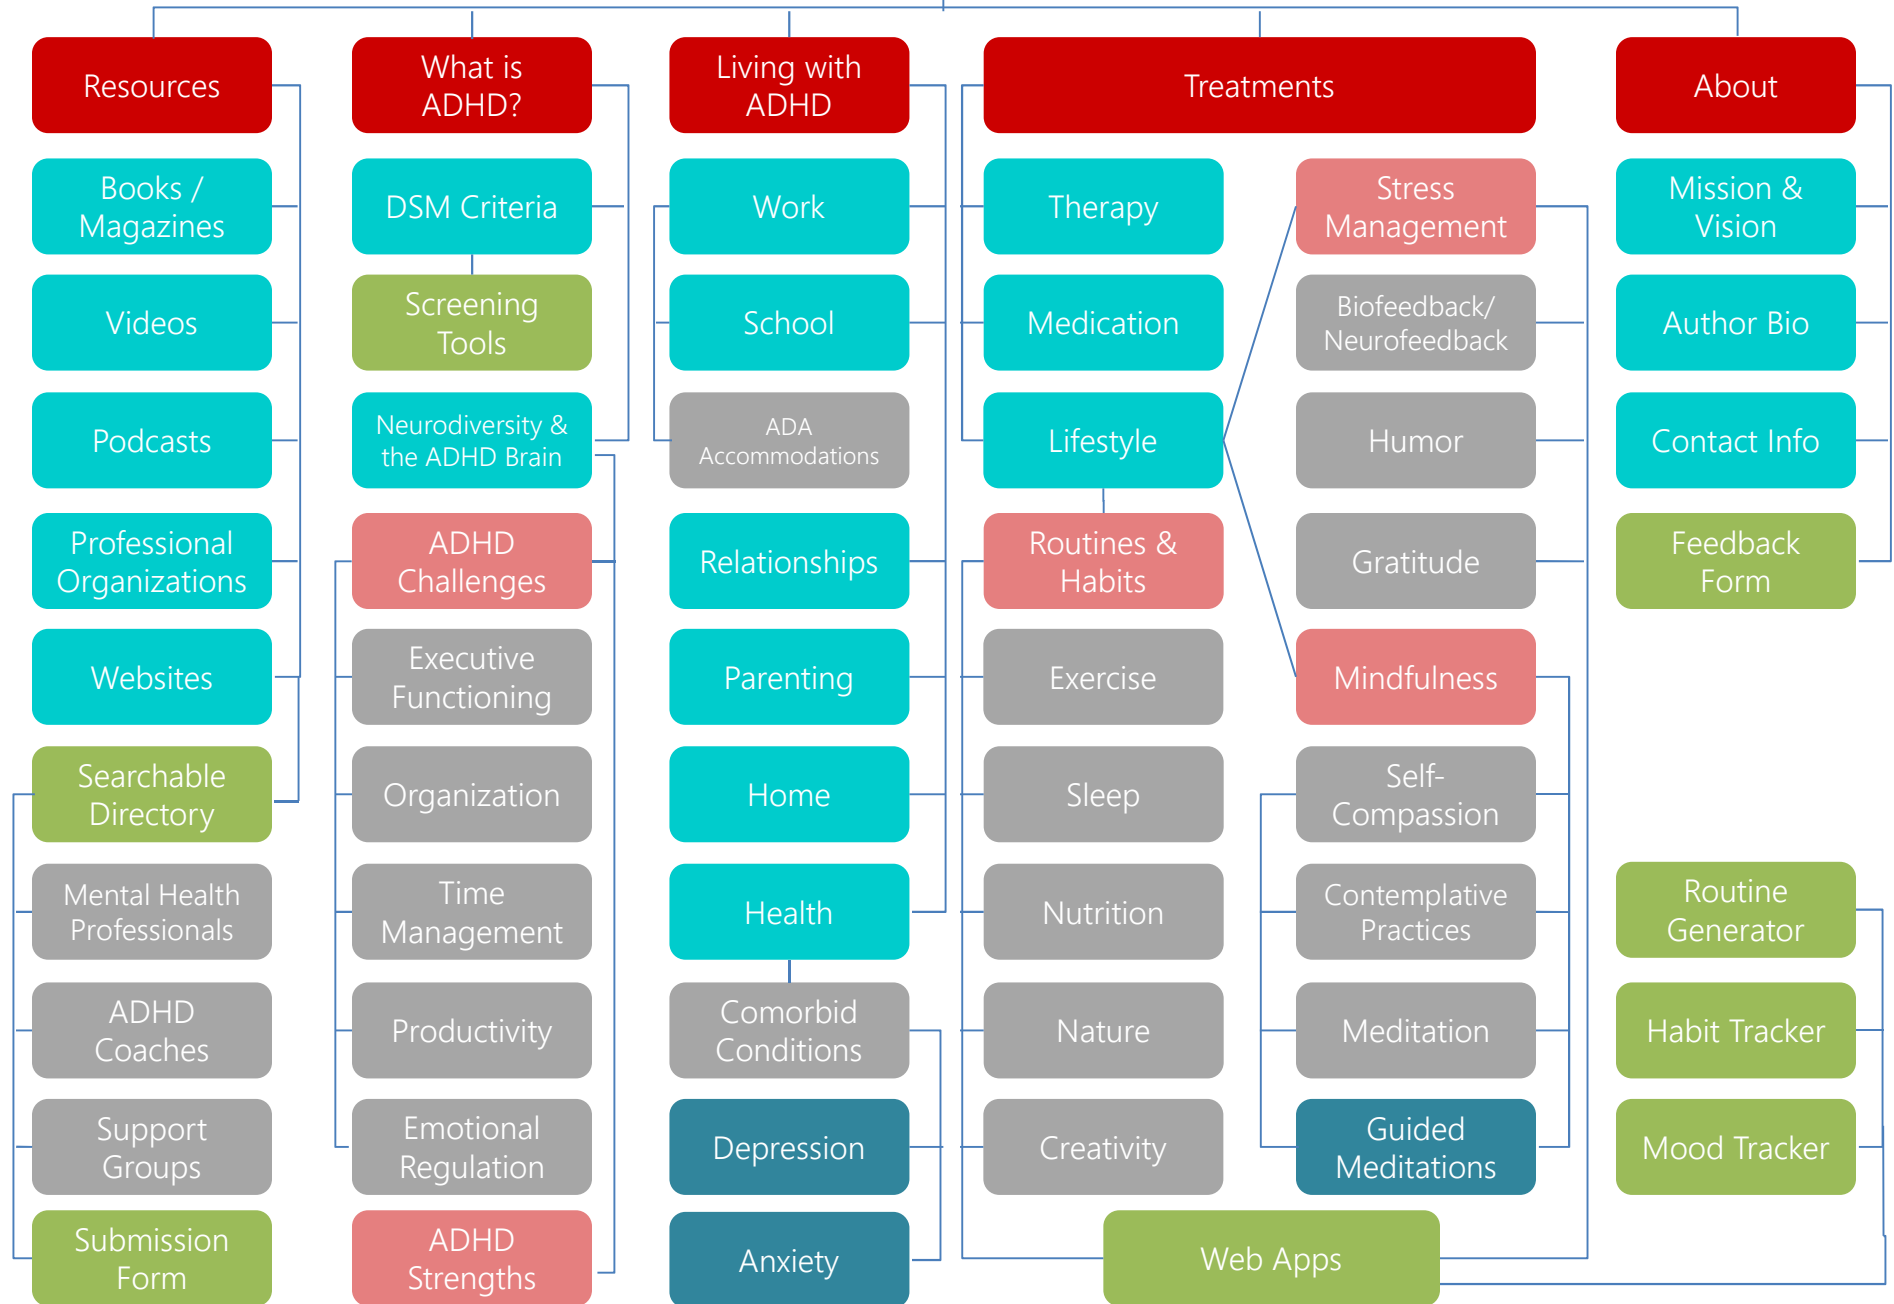 Resources
Books /
Magazines
Videos
Podcasts
Professional
Organizations
Websites
Searchable
Directory
Mental Health
Professionals
ADHD
Coaches
Support
Groups
Submission
Form
What is
ADHD?
DSM Criteria
Screening
Tools
Neurodiversity &
the ADHD Brain
ADHD
Challenges
Executive
Functioning
Organization
Time
Management
Productivity
Emotional
Regulation
ADHD
Strengths
Living with
ADHD
Work
School
ADA
Accommodations
Relationships
Parenting
Home
Health
Comorbid
Conditions
Depression
Anxiety
Treatments
Therapy
Medication
Lifestyle
Routines &
Habits
Exercise
Sleep
Nutrition
Nature
Creativity
Stress
Management
Biofeedback/
Neurofeedback
Humor
Gratitude
Mindfulness
Self-
Compassion
Contemplative
Practices
Meditation
Guided
Meditations
Web Apps
About
Mission &
Vision
Author Bio
Contact Info
Feedback
Form
Routine
Generator
Habit Tracker
Mood Tracker